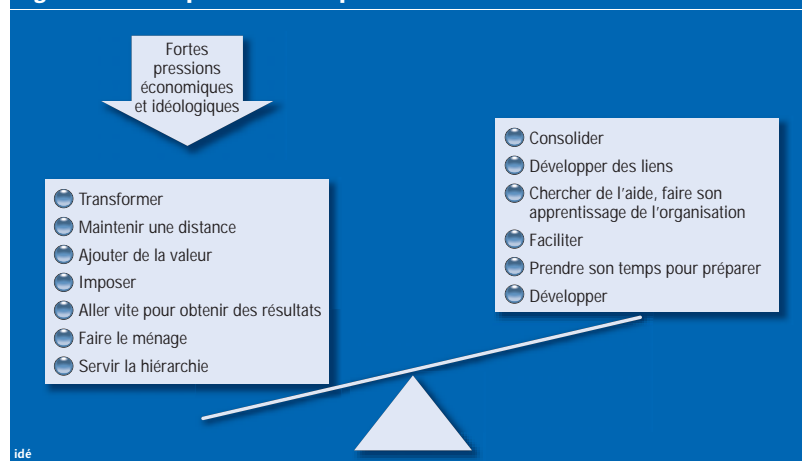 Fortes
pressions
économiques
et idéologiques
Transformer
Maintenir une distance
Ajouter de la valeur
Imposer
Aller vite pour obtenir des résultats
Faire le ménage
Servir la hiérarchie
Consolider
Développer des liens
Chercher de l'aide, faire son
apprentissage de l'organisation
Faciliter
Prendre son temps pour préparer
Développer
idé